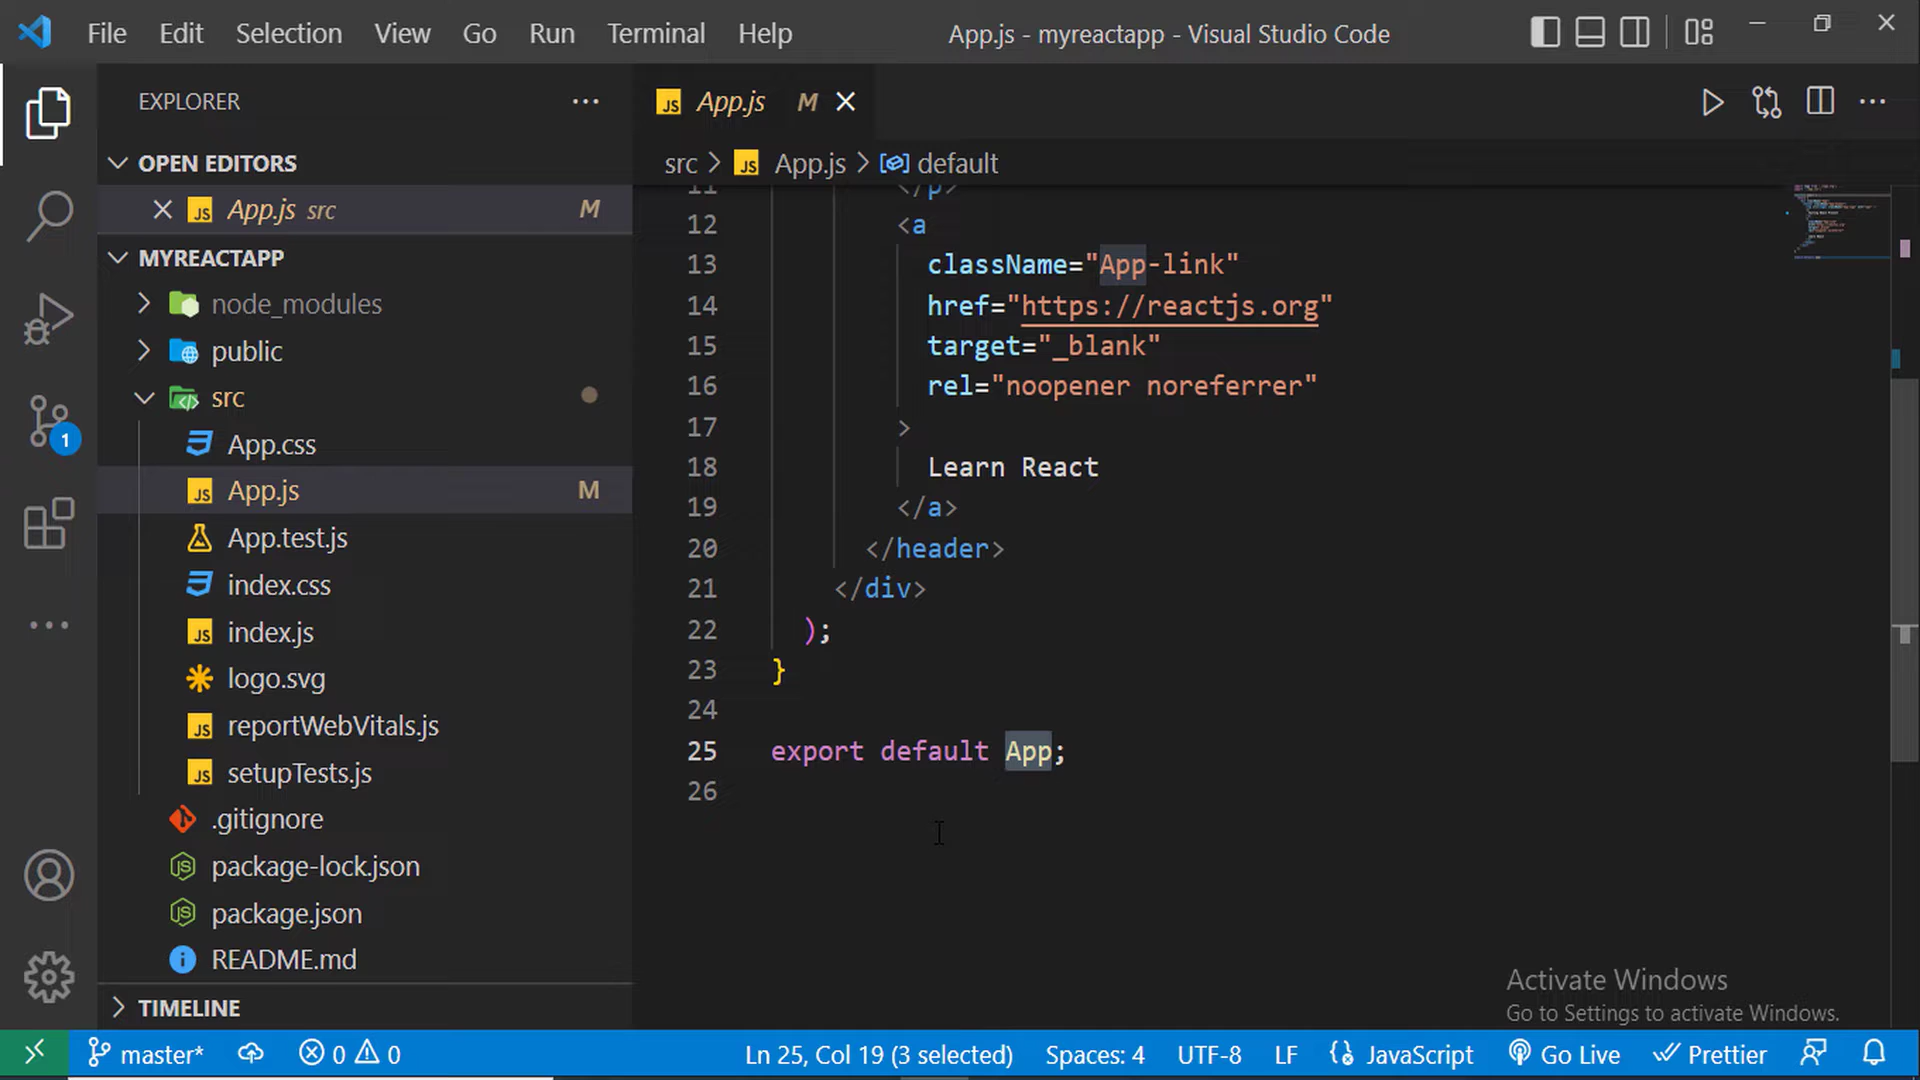 File Edit Selection View Go Run Terminal Help App.js - myreactapp - Visual Studio Code
EXPLORER
OPEN EDITORS
App.js src M
MYREACTAPP
node_modules
public
src
App.css
App.js M
App.test.js
index.css
index.js
logo.svg
reportWebVitals.js
setupTests.js
.gitignore
package-lock.json
package.json
README.md
TIMELINE
1
JS App.js M
src > JS App.js > default
11 </p>
12 <a
13 className="App-link"
14 href="https://reactjs.org"
15 target="_blank"
16 rel="noopener noreferrer"
17 >
18 Learn React
19 </a>
20 </header>
21 </div>
22 );
23 }
24
25 export default App;
26
Activate Windows
Go to Settings to activate Windows.
master* 0 0 Ln 25, Col 19 (3 selected) Spaces: 4 UTF-8 LF JavaScript Go Live Prettier